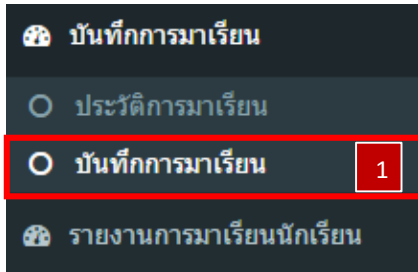 บันทึกการมาเรียน
ประวัติการมาเรียน
บันทึกการมาเรียน 1
รายงานการมาเรียนนักเรียน